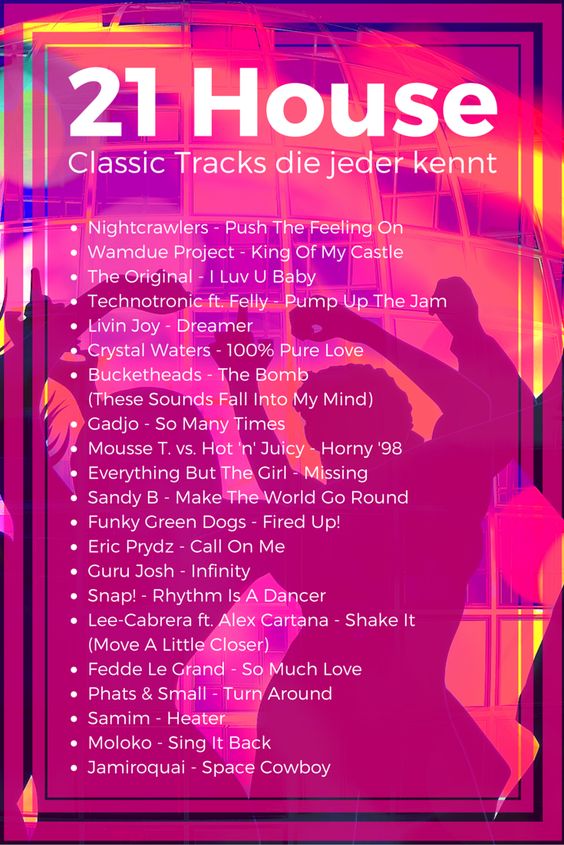 21 House
Classic Tracks die jeder kennt
• Nightcrawlers - Push The Feeling On
• Wamdue Project - King Of My Castle
• The Original - I Luv U Baby
• Technotronic ft. Felly - Pump Up The Jam
• Livin Joy - Dreamer
• Crystal Waters - 100% Pure Love
• Bucketheads - The Bomb
(These Sounds Fall Into My Mind)
• Gadjo - So Many Times
• Mousse T. vs. Hot 'n' Juicy - Horny '98
• Everything But The Girl - Missing
• Sandy B - Make The World Go Round
• Funky Green Dogs - Fired Up!
• Eric Prydz - Call On Me
• Guru Josh - Infinity
• Snap! - Rhythm Is A Dancer
• Lee-Cabrera ft. Alex Cartana - Shake It
(Move A Little Closer)
• Fedde Le Grand - So Much Love
• Phats & Small - Turn Around
• Samim - Heater
• Moloko - Sing It Back
• Jamiroquai - Space Cowboy